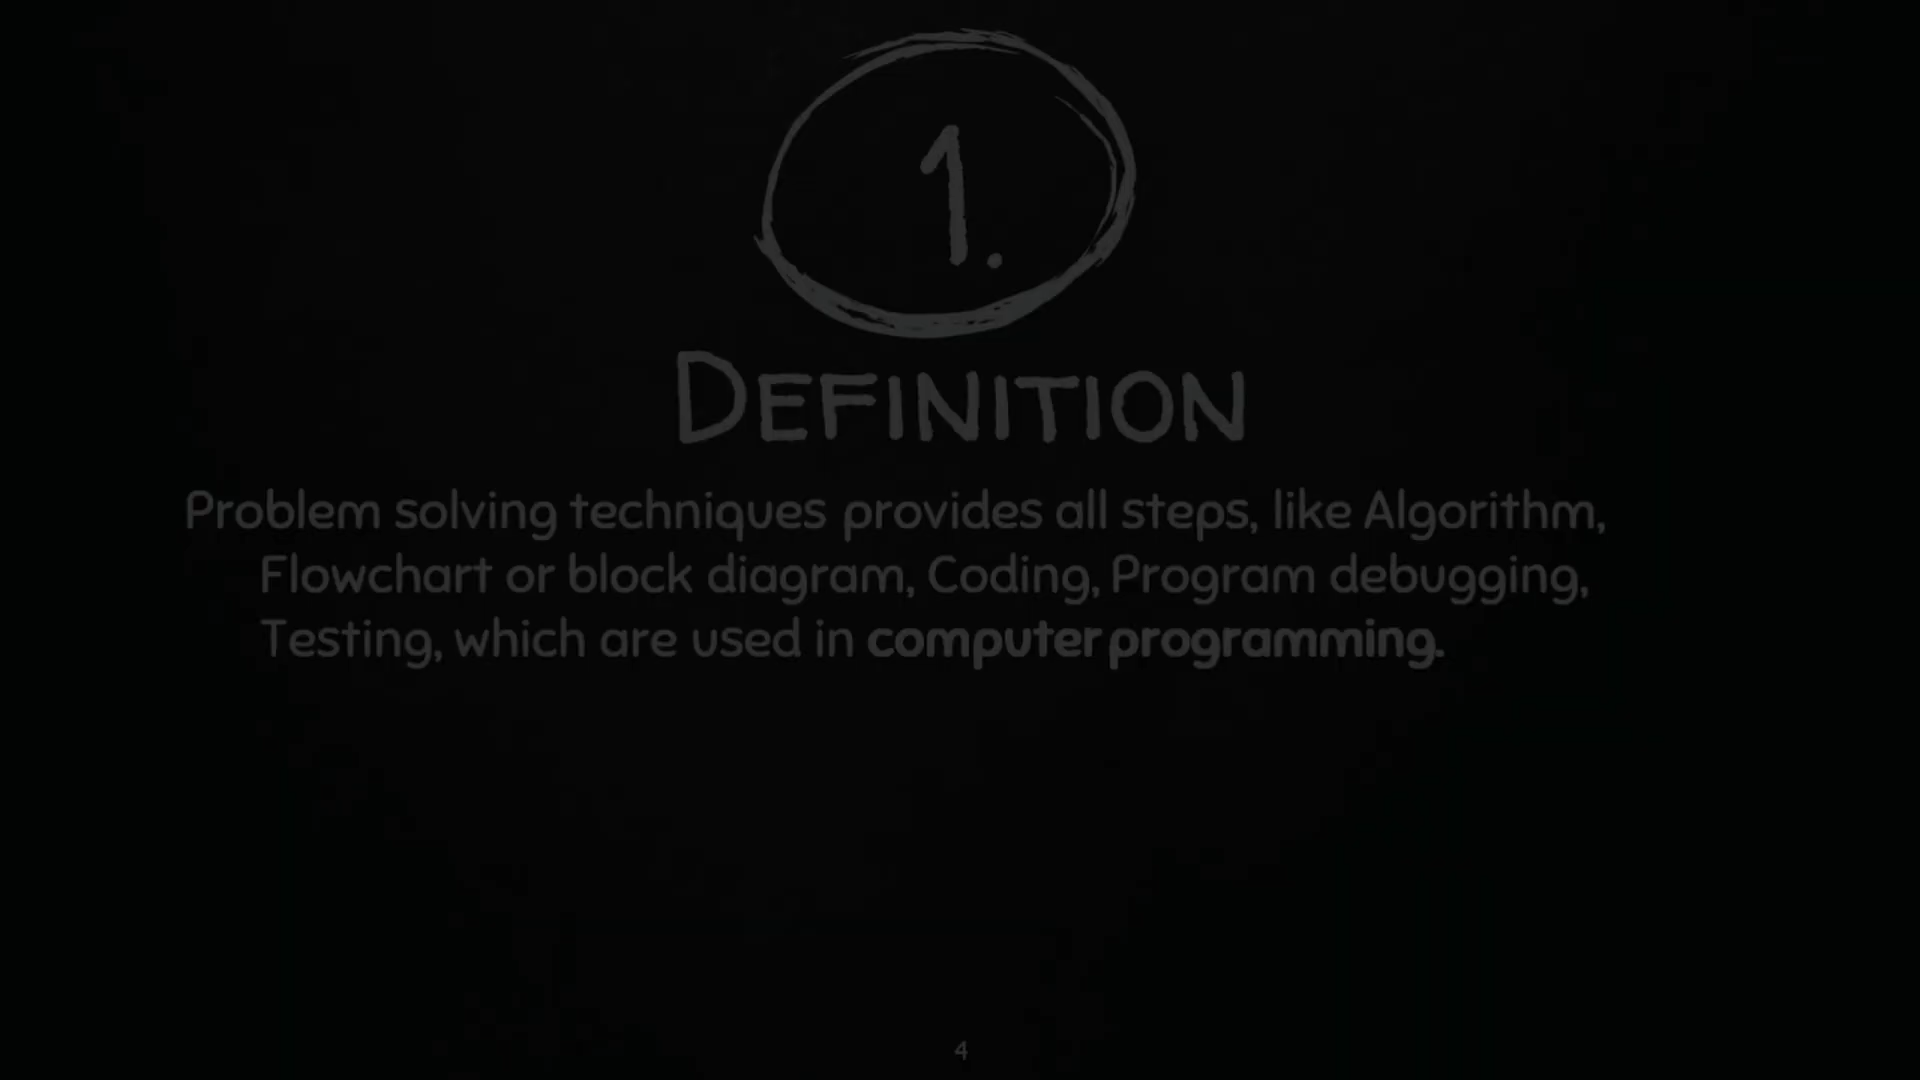 1.
DEFINITION
Problem solving techniques provides all steps, like Algorithm,
Flowchart or block diagram, Coding, Program debugging,
Testing, which are used in computer programming.
4